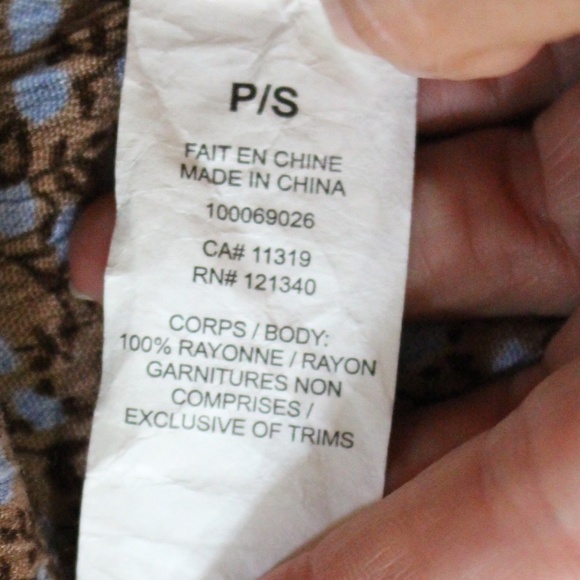 P/S
FAIT EN CHINE
MADE IN CHINA
100069026
CA# 11319
RN# 121340
CORPS / BODY:
100% RAYONNE / RAYON
GARNITURES NON
COMPRISES /
EXCLUSIVE OF TRIMS